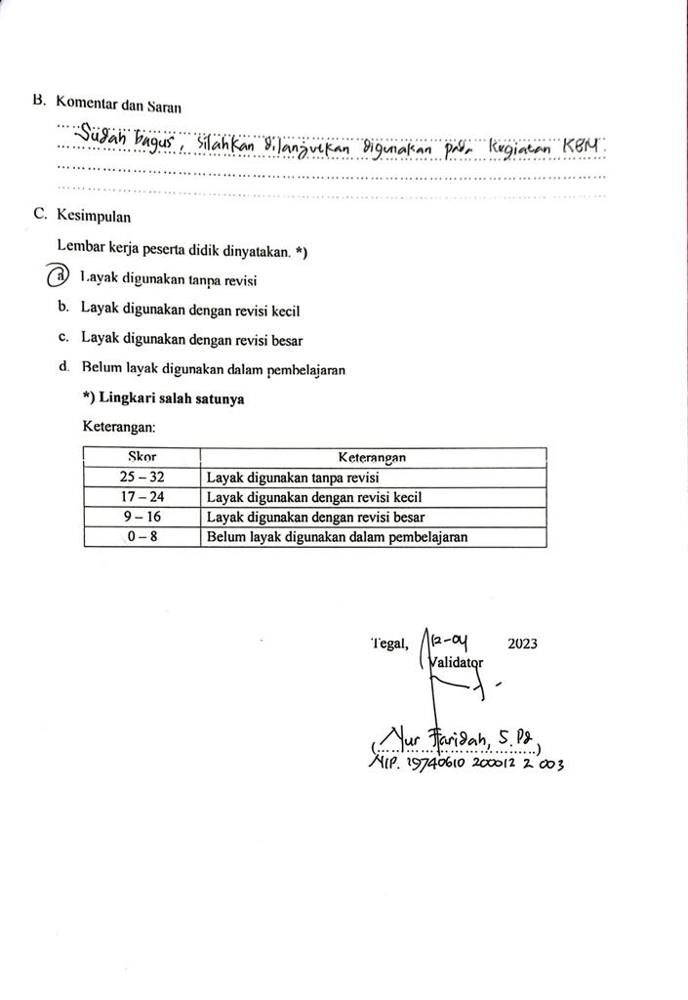 B. Komentar dan Saran
Sudah bagus, silahkan dilanjutkan digunakan pada kegiatan KBM.
C. Kesimpulan
Lembar kerja peserta didik dinyatakan. *)
a Layak digunakan tanpa revisi
b. Layak digunakan dengan revisi kecil
c. Layak digunakan dengan revisi besar
d. Belum layak digunakan dalam pembelajaran
*) Lingkari salah satunya
Keterangan:
Skor Keterangan
25 – 32 Layak digunakan tanpa revisi
17 – 24 Layak digunakan dengan revisi kecil
9 – 16 Layak digunakan dengan revisi besar
0 – 8 Belum layak digunakan dalam pembelajaran
Tegal, 12-04 2023
Validator
(Nur Faridah, S.Pd)
NIP. 19740610 200012 2 003